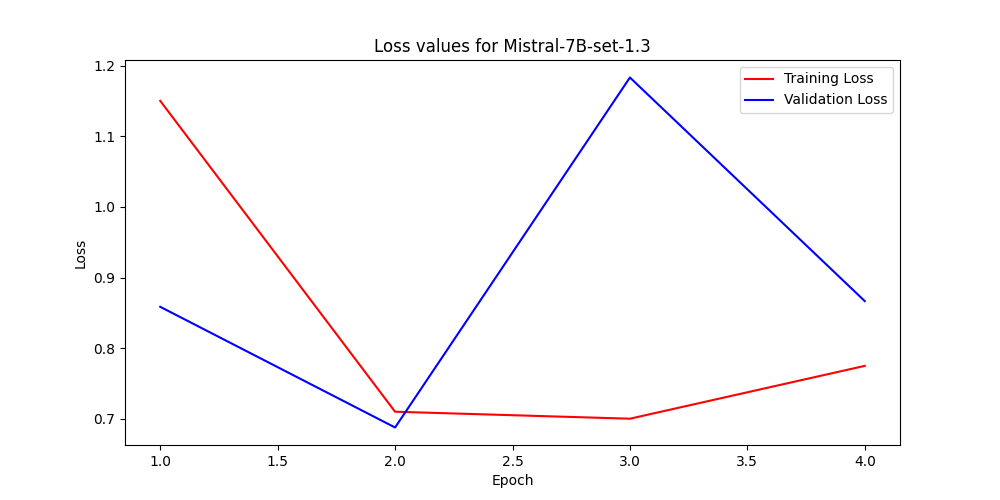 Loss values for Mistral-7B-set-1.3
Training Loss
Validation Loss
1.2
1.1
1.0
0.9
0.8
0.7
Loss
1.0
1.5
2.0
2.5
3.0
3.5
4.0
Epoch